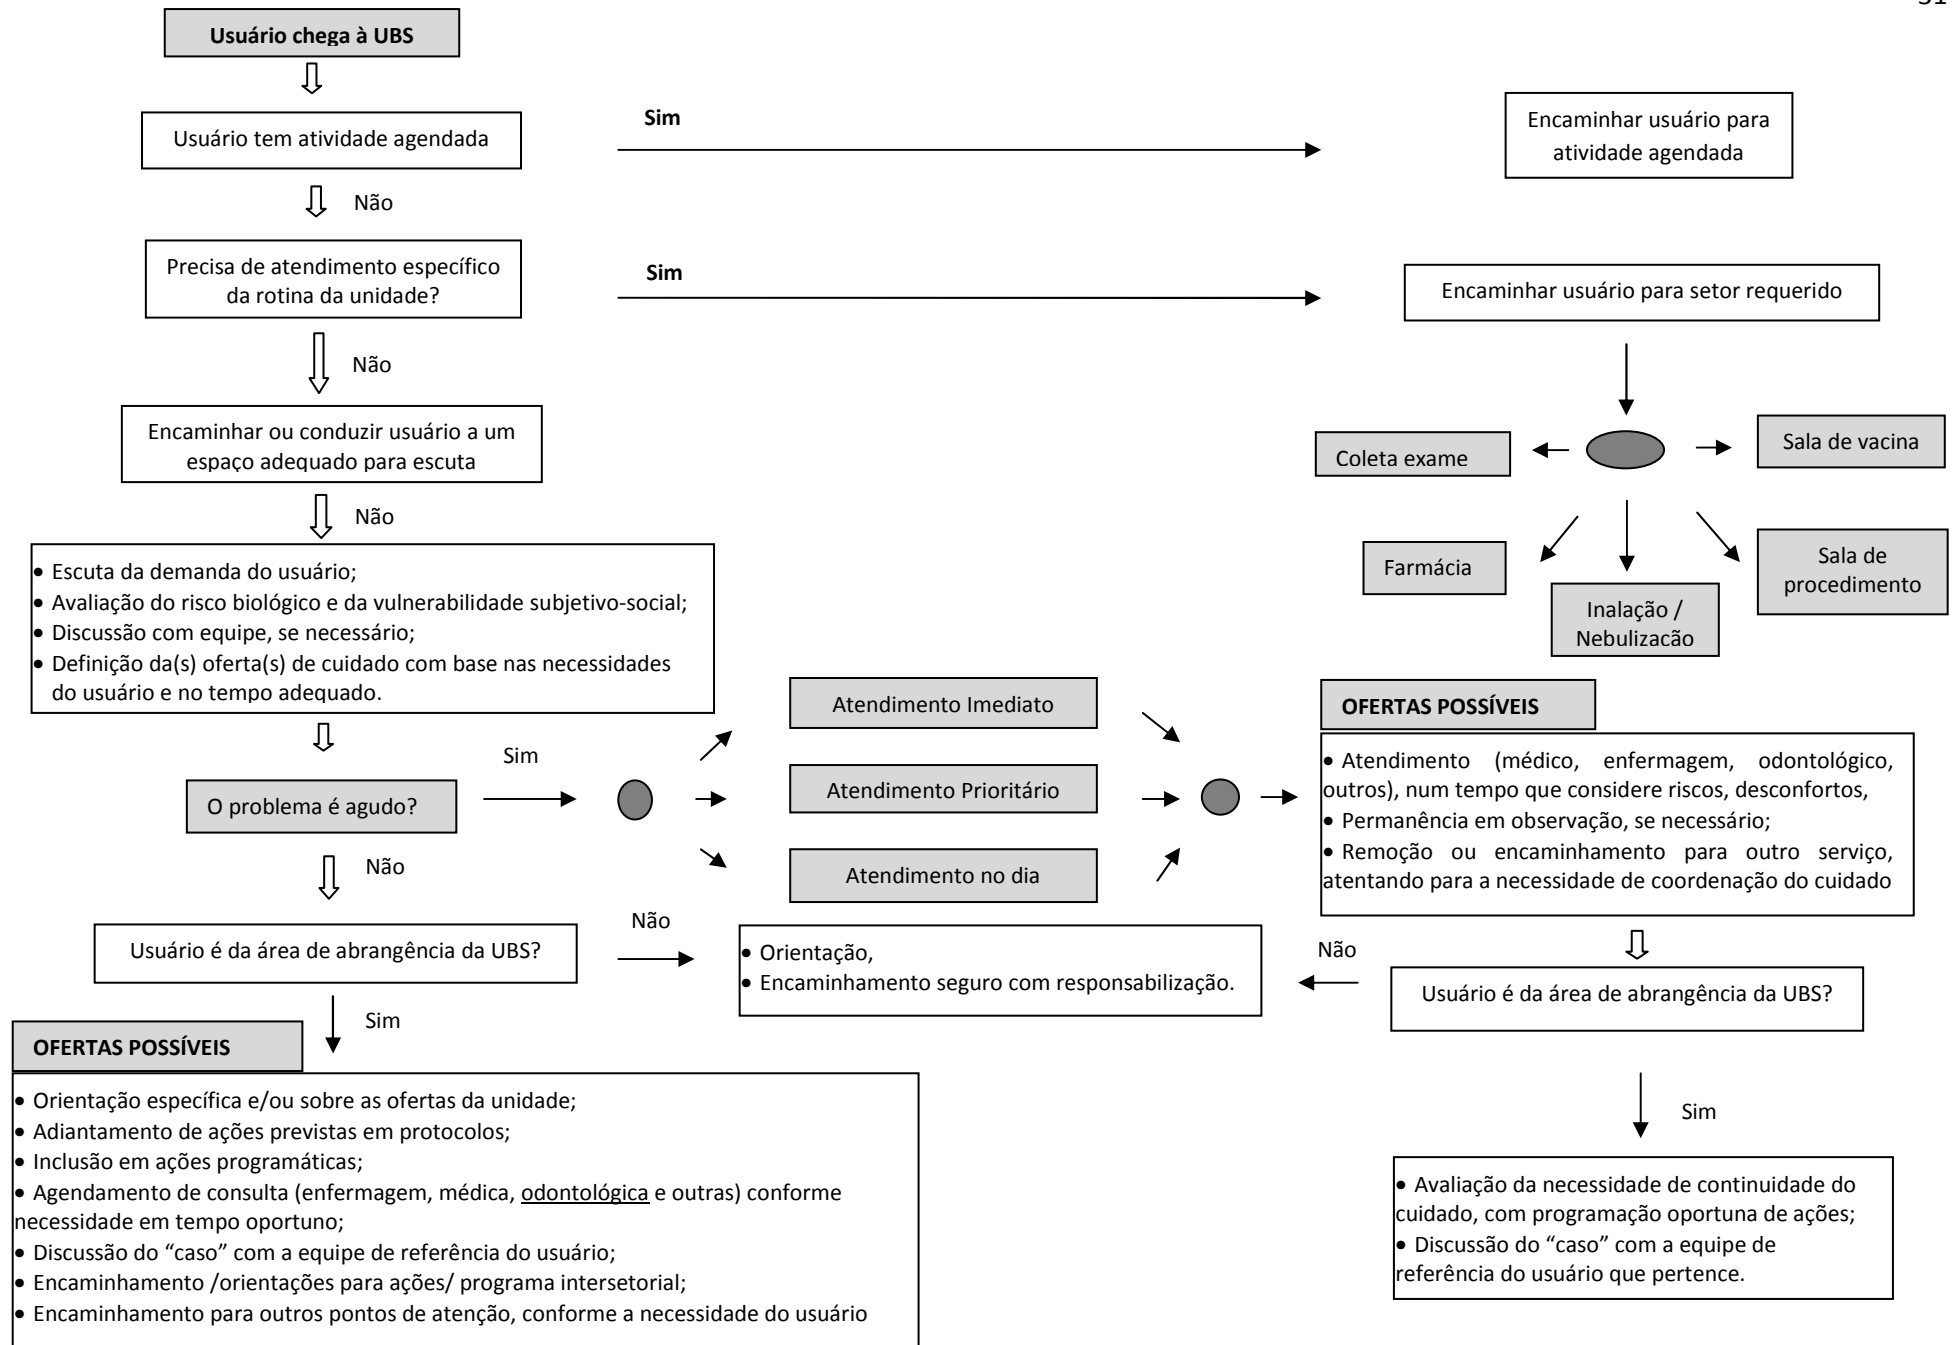 Usuário chega à UBS
Usuário tem atividade agendada
Sim
Encaminhar usuário para
atividade agendada
Não
Precisa de atendimento específico
da rotina da unidade?
Sim
Encaminhar usuário para setor requerido
Não
Encaminhar ou conduzir usuário a um
espaço adequado para escuta
Coleta exame
Sala de vacina
Farmácia
Inalação /
Nebulização
Sala de
procedimento
Não
• Escuta da demanda do usuário;
• Avaliação do risco biológico e da vulnerabilidade subjetivo-social;
• Discussão com equipe, se necessário;
• Definição da(s) oferta(s) de cuidado com base nas necessidades
do usuário e no tempo adequado.
O problema é agudo?
Sim
Atendimento Imediato
Atendimento Prioritário
Atendimento no dia
OFERTAS POSSÍVEIS
• Atendimento (médico, enfermagem, odontológico,
outros), num tempo que considere riscos, desconfortos,
• Permanência em observação, se necessário;
• Remoção ou encaminhamento para outro serviço,
atentando para a necessidade de coordenação do cuidado
Não
Usuário é da área de abrangência da UBS?
Não
• Orientação,
• Encaminhamento seguro com responsabilização.
Não
Usuário é da área de abrangência da UBS?
Sim
OFERTAS POSSÍVEIS
• Orientação específica e/ou sobre as ofertas da unidade;
• Adiantamento de ações previstas em protocolos;
• Inclusão em ações programáticas;
• Agendamento de consulta (enfermagem, médica, odontológica e outras) conforme
necessidade em tempo oportuno;
• Discussão do “caso” com a equipe de referência do usuário;
• Encaminhamento /orientações para ações/ programa intersetorial;
• Encaminhamento para outros pontos de atenção, conforme a necessidade do usuário
Sim
• Avaliação da necessidade de continuidade do
cuidado, com programação oportuna de ações;
• Discussão do “caso” com a equipe de
referência do usuário que pertence.